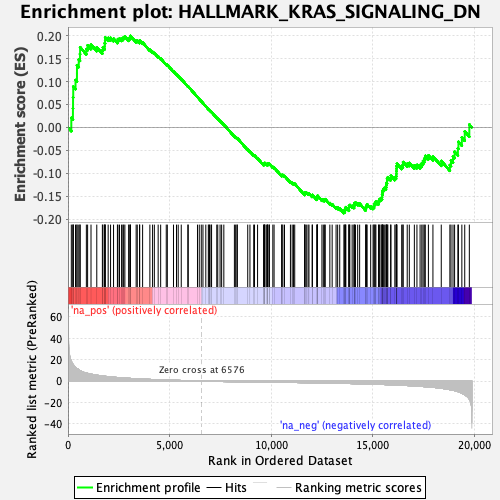 Enrichment plot: HALLMARK_KRAS_SIGNALING_DN
Enrichment score (ES)
0.20
0.15
0.10
0.05
0.00
-0.05
-0.10
-0.15
-0.20
'na_pos' (positively correlated)
Ranked list metric (PreRanked)
60
40
20
0
-20
-40
Zero cross at 6576
'na_neg' (negatively correlated)
0
5,000
10,000
15,000
20,000
Rank in Ordered Dataset
Enrichment profile
Hits
Ranking metric scores